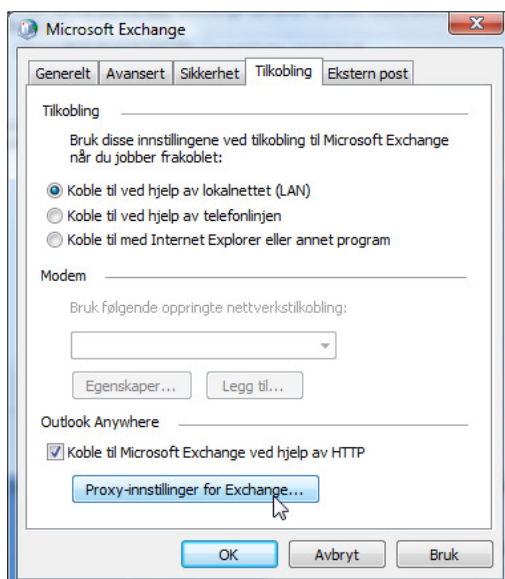 Microsoft Exchange
Generelt Avansert Sikkerhet Tilkobling Ekstern post
Tilkobling
Bruk disse innstillingene ved tilkobling til Microsoft Exchange
når du jobber frakoblet:
Koble til ved hjelp av lokalnettet (LAN)
Koble til ved hjelp av telefonlinjen
Koble til med Internet Explorer eller annet program
Modem
Bruk følgende oppringte nettverkstilkobling:
Egenskaper... Legg til...
Outlook Anywhere
Koble til Microsoft Exchange ved hjelp av HTTP
Proxy-innstillinger for Exchange...
OK Avbryt Bruk